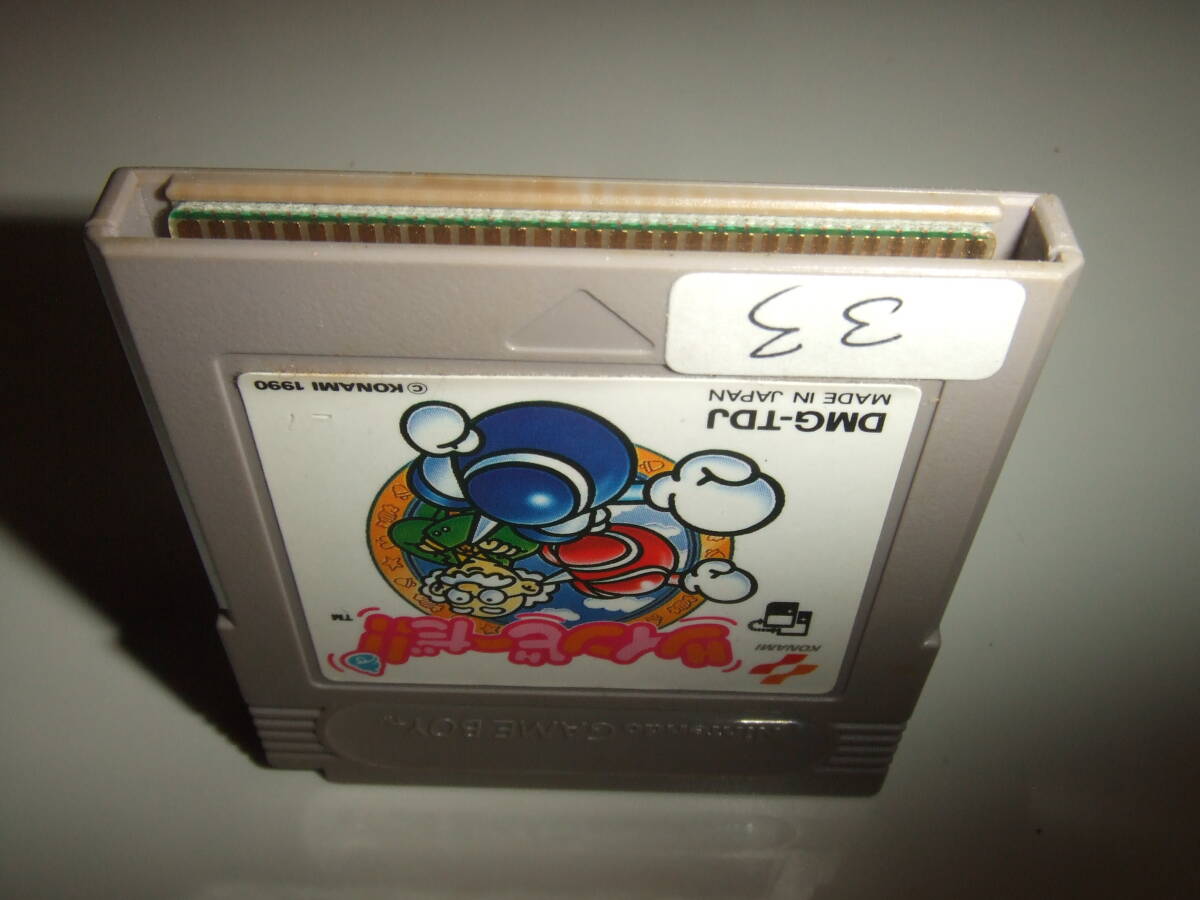 Nintendo GAME BOY
KONAMI
ツインビーだ!!
TM
DMG-TDJ
MADE IN JAPAN
© KONAMI 1990
33